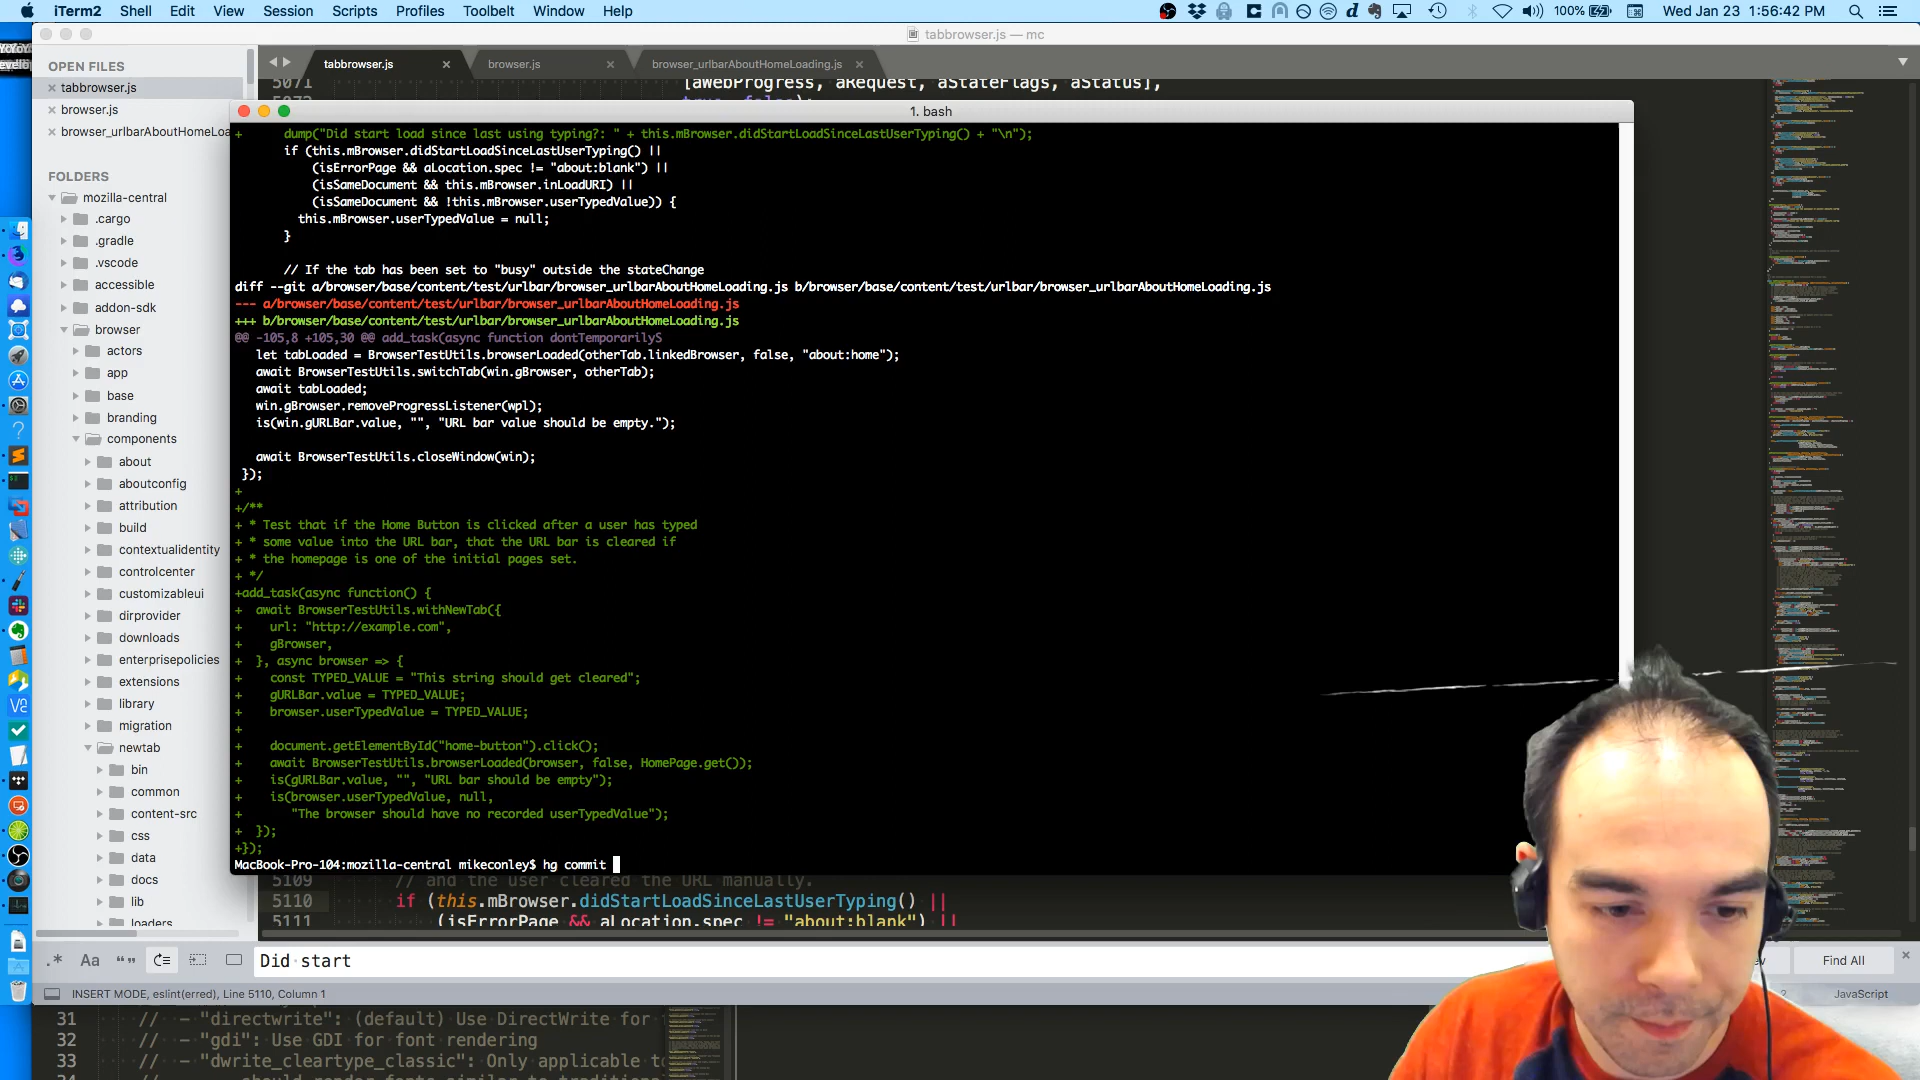 iTerm2 Shell Edit View Session Scripts Profiles Toolbelt Window Help
100% Wed Jan 23 1:56:42 PM
tabbrowser.js — mc
OPEN FILES
tabbrowser.js
browser.js
browser_urlbarAboutHomeLoa
FOLDERS
mozilla-central
.cargo
.gradle
.vscode
accessible
addon-sdk
browser
actors
app
base
branding
components
about
aboutconfig
attribution
build
contextualidentity
controlcenter
customizableui
dirprovider
downloads
enterprisepolicies
extensions
library
migration
newtab
bin
common
content-src
css
data
docs
lib
loaders
tabbrowser.js browser.js browser_urlbarAboutHomeLoading.js
5071 [aWebProgress, aRequest, aStateFlags, aStatus],
1. bash
+ dump("Did start load since last using typing?: " + this.mBrowser.didStartLoadSinceLastUserTyping() + "\n");
if (this.mBrowser.didStartLoadSinceLastUserTyping() ||
(isErrorPage && aLocation.spec != "about:blank") ||
(isSameDocument && this.mBrowser.inLoadURI) ||
(isSameDocument && !this.mBrowser.userTypedValue)) {
this.mBrowser.userTypedValue = null;
}
// If the tab has been set to "busy" outside the stateChange
diff --git a/browser/base/content/test/urlbar/browser_urlbarAboutHomeLoading.js b/browser/base/content/test/urlbar/browser_urlbarAboutHomeLoading.js
--- a/browser/base/content/test/urlbar/browser_urlbarAboutHomeLoading.js
+++ b/browser/base/content/test/urlbar/browser_urlbarAboutHomeLoading.js
@@ -105,8 +105,30 @@ add_task(async function dontTemporarilyS
let tabLoaded = BrowserTestUtils.browserLoaded(otherTab.linkedBrowser, false, "about:home");
await BrowserTestUtils.switchTab(win.gBrowser, otherTab);
await tabLoaded;
win.gBrowser.removeProgressListener(wpl);
is(win.gURLBar.value, "", "URL bar value should be empty.");
await BrowserTestUtils.closeWindow(win);
});
+
+/**
+ * Test that if the Home Button is clicked after a user has typed
+ * some value into the URL bar, that the URL bar is cleared if
+ * the homepage is one of the initial pages set.
+ */
+add_task(async function() {
+ await BrowserTestUtils.withNewTab({
+ url: "http://example.com",
+ gBrowser,
+ }, async browser => {
+ const TYPED_VALUE = "This string should get cleared";
+ gURLBar.value = TYPED_VALUE;
+ browser.userTypedValue = TYPED_VALUE;
+
+ document.getElementById("home-button").click();
+ await BrowserTestUtils.browserLoaded(browser, false, HomePage.get());
+ is(gURLBar.value, "", "URL bar should be empty");
+ is(browser.userTypedValue, null,
+ "The browser should have no recorded userTypedValue");
+ });
+});
MacBook-Pro-104:mozilla-central mikeconley$ hg commit
5109 // and the user cleared the URL manually.
5110 if (this.mBrowser.didStartLoadSinceLastUserTyping() ||
5111 (isErrorPage && aLocation.spec != "about:blank") ||
.* Aa Did start Find All
INSERT MODE, eslint(erred), Line 5110, Column 1 JavaScript
31 // - "directwrite": (default) Use DirectWrite for
32 // - "gdi": Use GDI for font rendering
33 // - "dwrite_cleartype_classic": Only applicable to